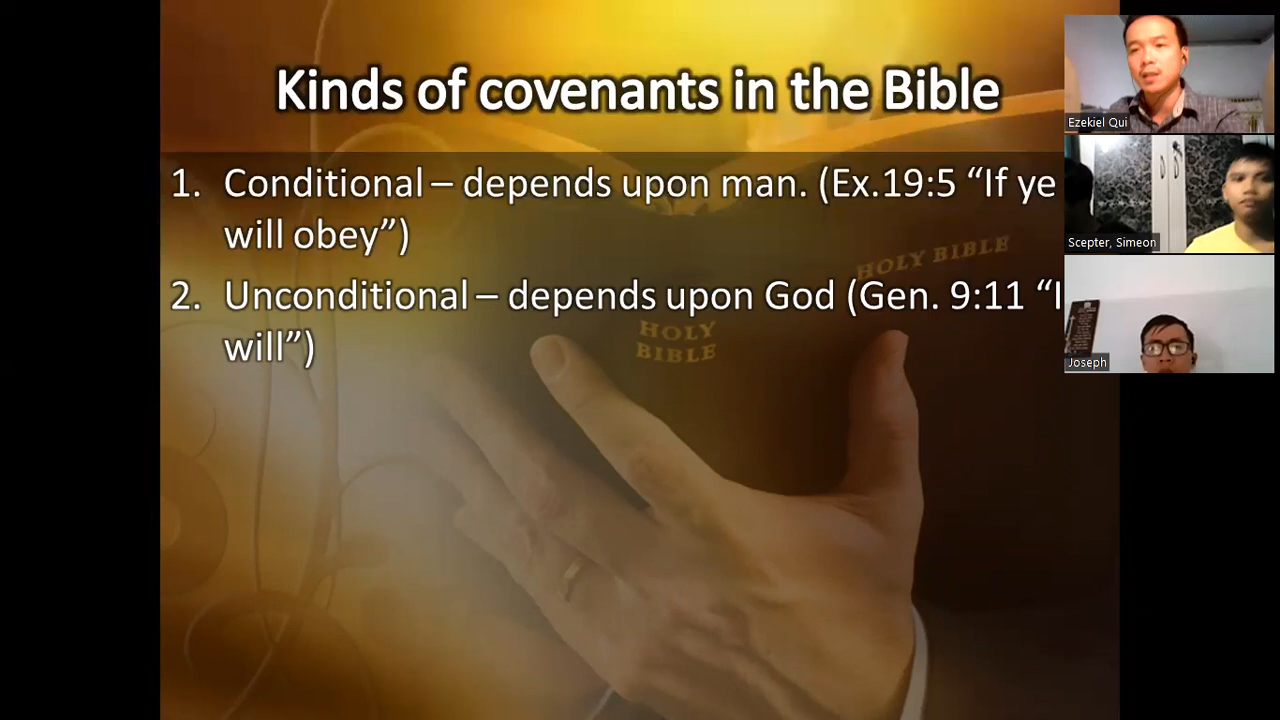 Kinds of covenants in the Bible
1. Conditional – depends upon man. (Ex.19:5 “If ye
will obey”)
2. Unconditional – depends upon God (Gen. 9:11 “I
will”)
HOLY BIBLE
HOLY
BIBLE
Ezekiel Qui
Scepter, Simeon
Joseph